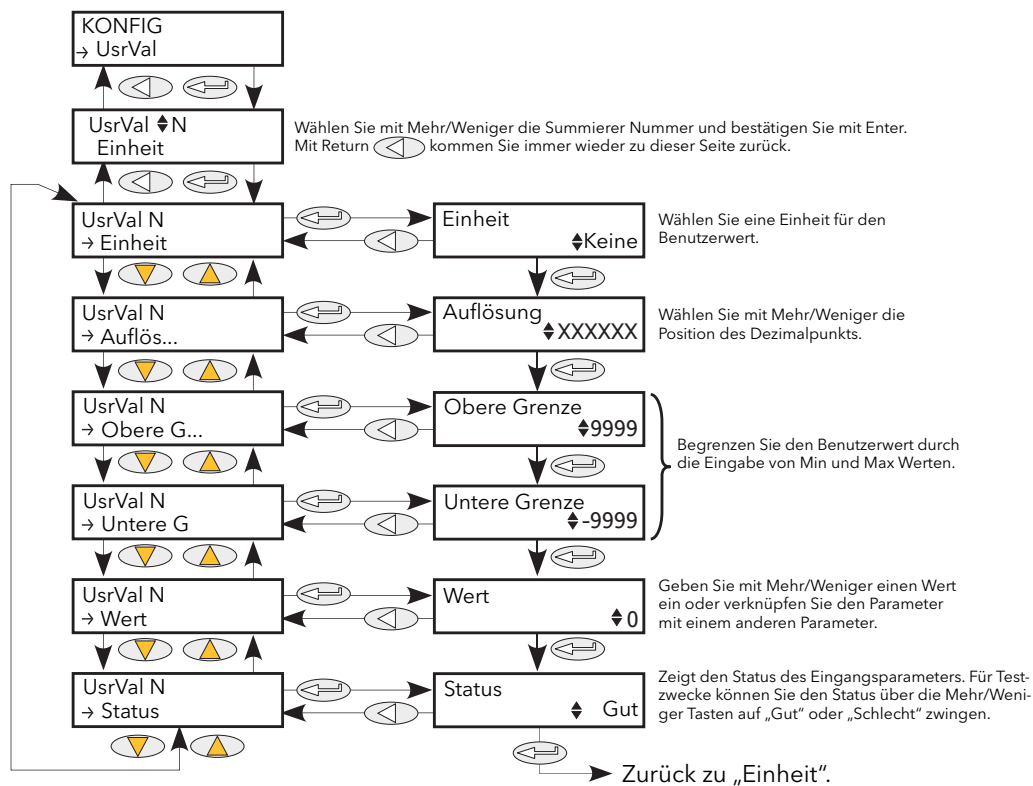 KONFIG
→ UsrVal
UsrVal ♦N
Einheit
Wählen Sie mit Mehr/Weniger die Summierer Nummer und bestätigen Sie mit Enter.
Mit Return kommen Sie immer wieder zu dieser Seite zurück.
UsrVal N
→ Einheit
Einheit
♦Keine
Wählen Sie eine Einheit für den
Benutzerwert.
UsrVal N
→ Auflös...
Auflösung
♦XXXXXX
Wählen Sie mit Mehr/Weniger die
Position des Dezimalpunkts.
UsrVal N
→ Obere G...
Obere Grenze
♦9999
Begrenzen Sie den Benutzerwert durch
die Eingabe von Min und Max Werten.
UsrVal N
→ Untere G
Untere Grenze
♦-9999
UsrVal N
→ Wert
Wert
♦0
Geben Sie mit Mehr/Weniger einen Wert
ein oder verknüpfen Sie den Parameter
mit einem anderen Parameter.
UsrVal N
→ Status
Status
♦ Gut
Zeigt den Status des Eingangsparameters. Für Test-
zwecke können Sie den Status über die Mehr/Weni-
ger Tasten auf „Gut" oder „Schlecht" zwingen.
Zurück zu „Einheit".